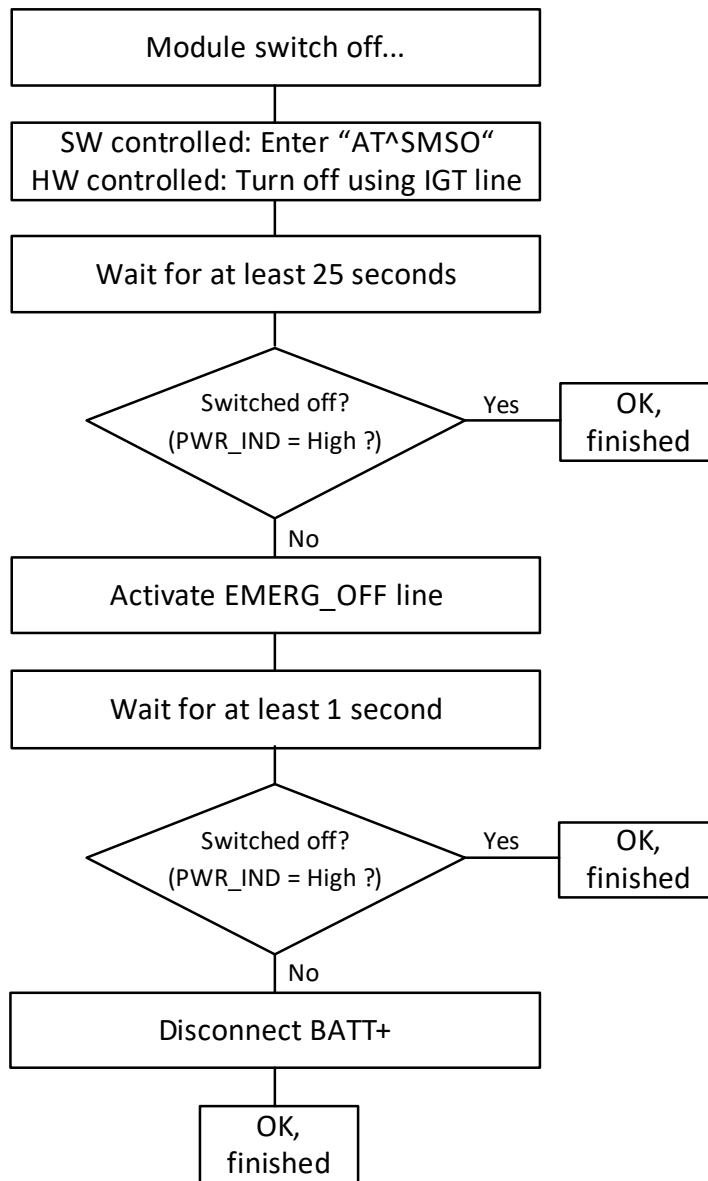 Module switch off...
SW controlled: Enter “AT^SMSO“
HW controlled: Turn off using IGT line
Wait for at least 25 seconds
Switched off?
(PWR_IND = High ?)
Yes
OK,
finished
No
Activate EMERG_OFF line
Wait for at least 1 second
Switched off?
(PWR_IND = High ?)
Yes
OK,
finished
No
Disconnect BATT+
OK,
finished